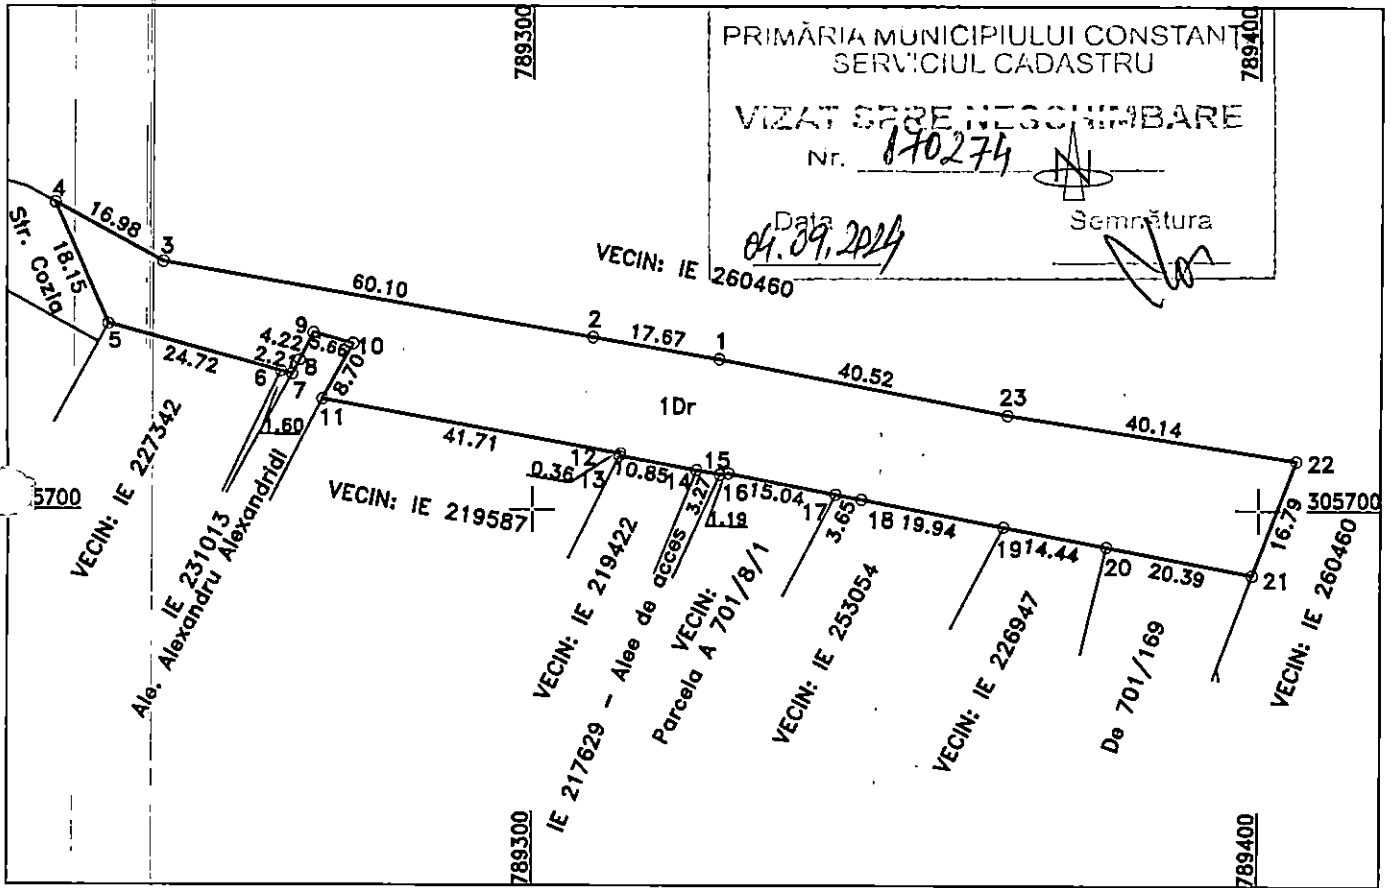 789300
789400
PRIMĂRIA MUNICIPIULUI CONSTANT
SERVICIUL CADASTRU
VIZAT SPRE NESCHIMBARE
Nr. 170274
N
Data
Semnătura
04.09.2024
4
16.98
3
Str. Cozia
18.15
60.10
VECIN: IE 260460
5
24.72
4.22
9
5.66
10
2.21
8
6
7
8.70
11
1.60
2
17.67
1
40.52
23
40.14
22
1Dr
41.71
12
0.36
13
10.85
14
15
3.27
16
15.04
1.19
17
3.65
18
19.94
19
14.44
20
20.39
21
16.79
5700
305700
VECIN: IE 227342
IE 231013
Ale. Alexandru Alexandridi
VECIN: IE 219587
VECIN: IE 219422
IE 217629 - Alee de acces
VECIN:
Parcela A 701/8/1
VECIN: IE 253054
VECIN: IE 226947
De 701/169
VECIN: IE 260460
789300
789400